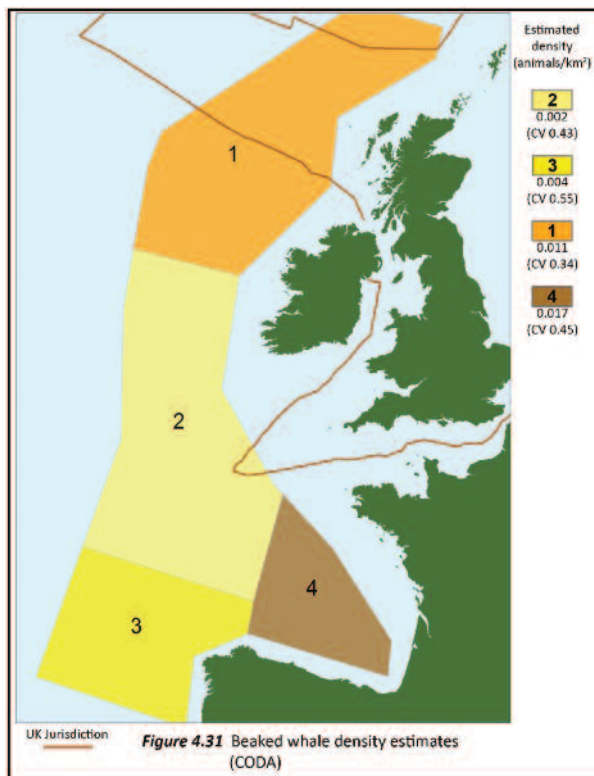 Estimated
density
(animals/km²)
2
0.002
(CV 0.43)
3
0.004
(CV 0.55)
1
0.011
(CV 0.34)
4
0.017
(CV 0.45)
1
2
4
3
UK Jurisdiction
Figure 4.31 Beaked whale density estimates
(CODA)